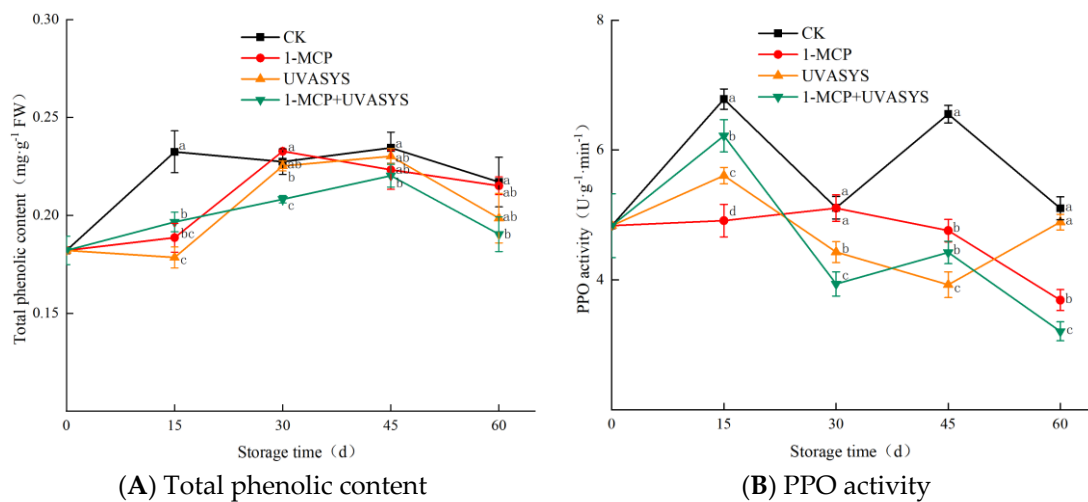 0.30
0.25
0.20
0.15
Total phenolic content（mg·g⁻¹ FW）
CK
1-MCP
UVASYS
1-MCP+UVASYS
a
b
bc
c
a
ab
b
c
a
ab
ab
b
a
ab
ab
b
0
15
30
45
60
Storage time（d）
(A) Total phenolic content
8
6
4
PPO activity（U·g⁻¹·min⁻¹）
CK
1-MCP
UVASYS
1-MCP+UVASYS
a
b
c
d
a
a
b
c
a
b
b
c
a
a
b
c
0
15
30
45
60
Storage time（d）
(B) PPO activity